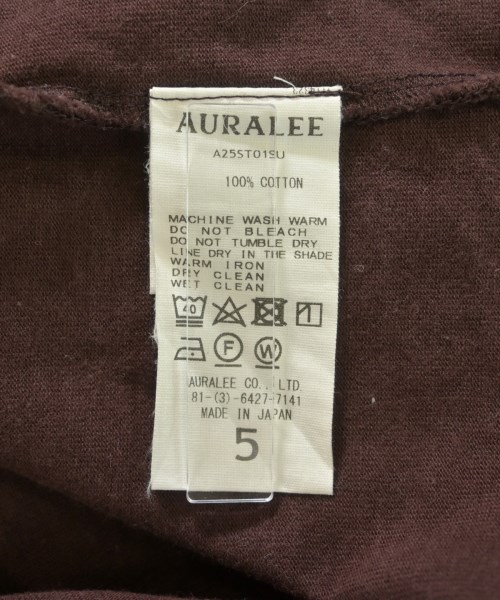 AURALEE
A25ST01SU
100% COTTON
MACHINE WASH WARM
DO NOT BLEACH
DO NOT TUMBLE DRY
LINE DRY IN THE SHADE
WARM IRON
DRY CLEAN
WET CLEAN
40
F W
AURALEE CO., LTD.
81-(3)-6427-7141
MADE IN JAPAN
5